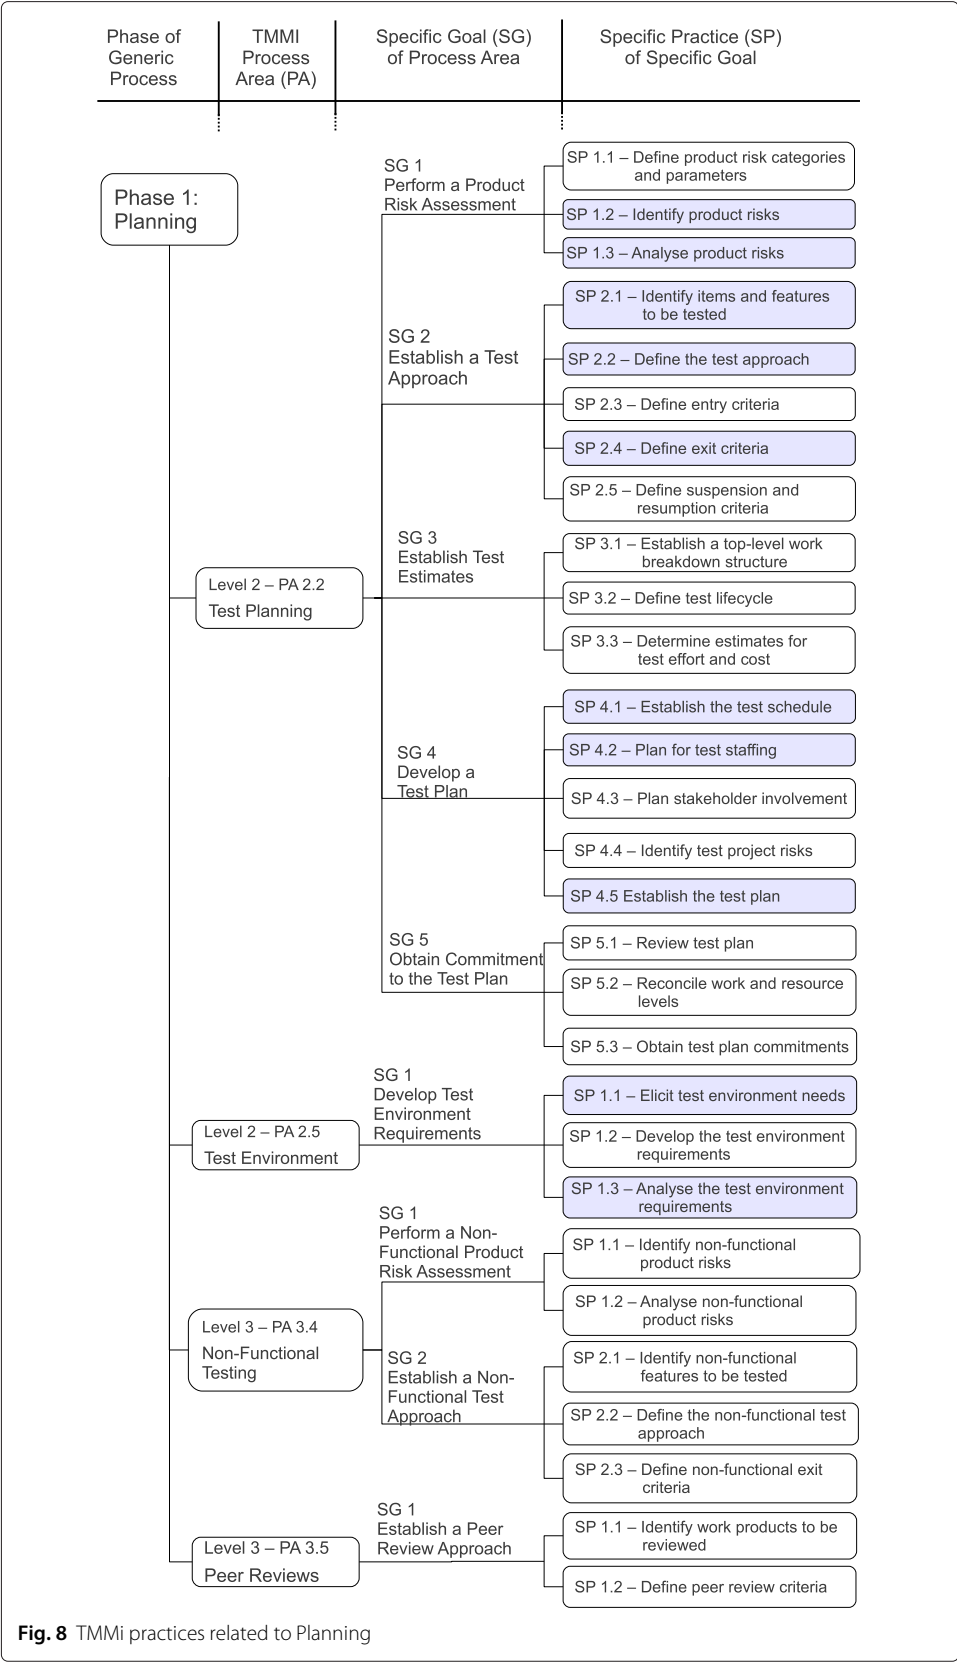 Phase of
Generic
Process
TMMI
Process
Area (PA)
Specific Goal (SG)
of Process Area
Specific Practice (SP)
of Specific Goal
Phase 1:
Planning
Level 2 – PA 2.2
Test Planning
SG 1
Perform a Product
Risk Assessment
SP 1.1 – Define product risk categories
and parameters
SP 1.2 – Identify product risks
SP 1.3 – Analyse product risks
SG 2
Establish a Test
Approach
SP 2.1 – Identify items and features
to be tested
SP 2.2 – Define the test approach
SP 2.3 – Define entry criteria
SP 2.4 – Define exit criteria
SP 2.5 – Define suspension and
resumption criteria
SG 3
Establish Test
Estimates
SP 3.1 – Establish a top-level work
breakdown structure
SP 3.2 – Define test lifecycle
SP 3.3 – Determine estimates for
test effort and cost
SG 4
Develop a
Test Plan
SP 4.1 – Establish the test schedule
SP 4.2 – Plan for test staffing
SP 4.3 – Plan stakeholder involvement
SP 4.4 – Identify test project risks
SP 4.5 Establish the test plan
SG 5
Obtain Commitment
to the Test Plan
SP 5.1 – Review test plan
SP 5.2 – Reconcile work and resource
levels
SP 5.3 – Obtain test plan commitments
Level 2 – PA 2.5
Test Environment
SG 1
Develop Test
Environment
Requirements
SP 1.1 – Elicit test environment needs
SP 1.2 – Develop the test environment
requirements
SP 1.3 – Analyse the test environment
requirements
Level 3 – PA 3.4
Non-Functional
Testing
SG 1
Perform a Non-
Functional Product
Risk Assessment
SP 1.1 – Identify non-functional
product risks
SP 1.2 – Analyse non-functional
product risks
SG 2
Establish a Non-
Functional Test
Approach
SP 2.1 – Identify non-functional
features to be tested
SP 2.2 – Define the non-functional test
approach
SP 2.3 – Define non-functional exit
criteria
Level 3 – PA 3.5
Peer Reviews
SG 1
Establish a Peer
Review Approach
SP 1.1 – Identify work products to be
reviewed
SP 1.2 – Define peer review criteria
Fig. 8 TMMi practices related to Planning